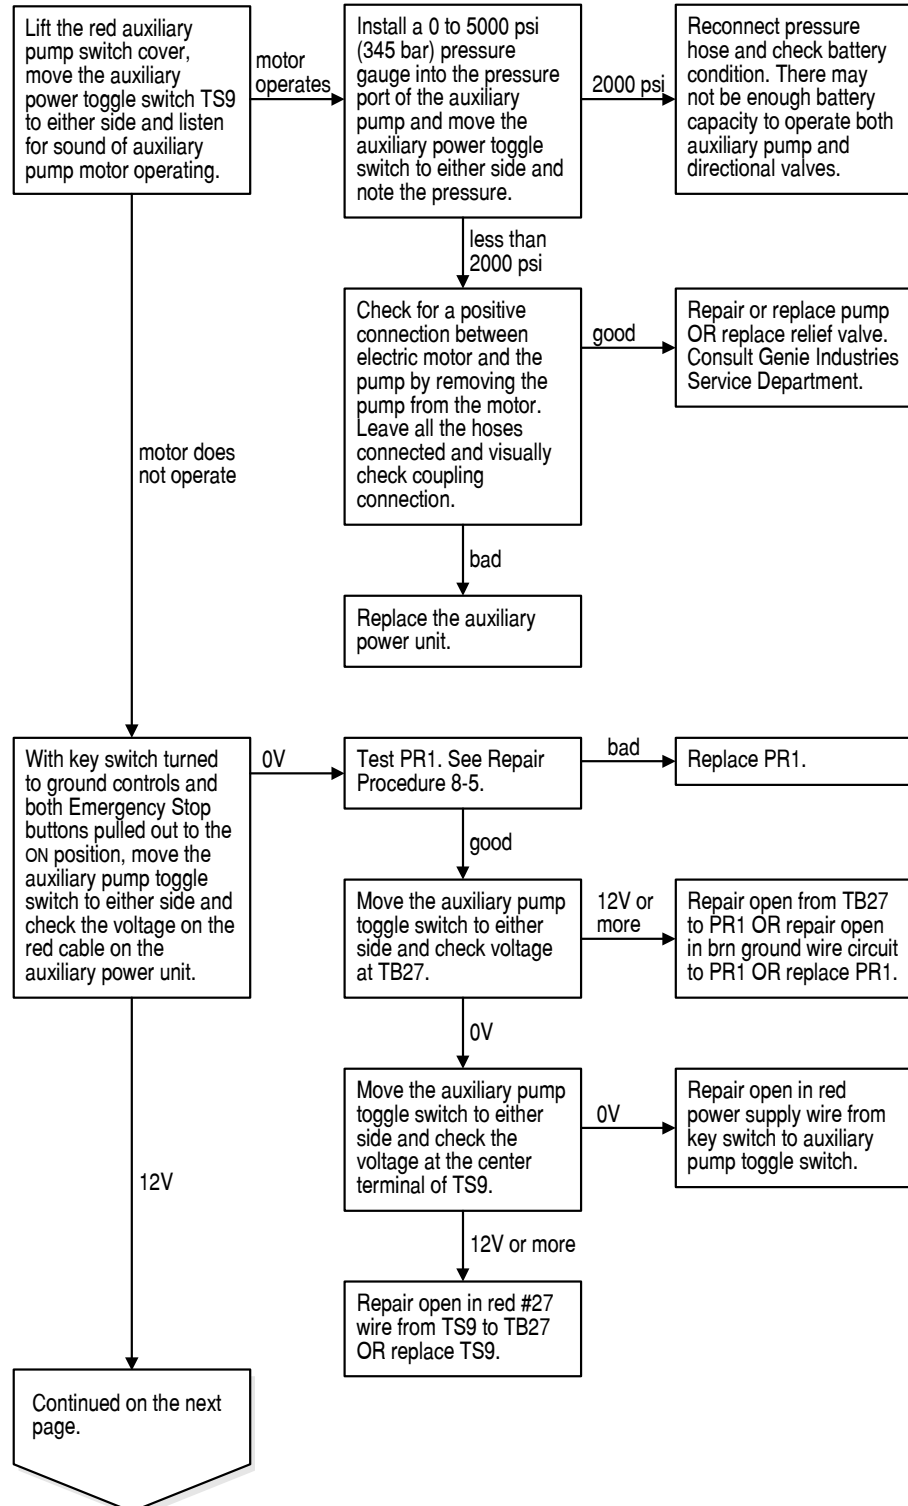 Lift the red auxiliary
pump switch cover,
move the auxiliary
power toggle switch TS9
to either side and listen
for sound of auxiliary
pump motor operating.
motor
operates
Install a 0 to 5000 psi
(345 bar) pressure
gauge into the pressure
port of the auxiliary
pump and move the
auxiliary power toggle
switch to either side and
note the pressure.
2000 psi
Reconnect pressure
hose and check battery
condition. There may
not be enough battery
capacity to operate both
auxiliary pump and
directional valves.
less than
2000 psi
Check for a positive
connection between
electric motor and the
pump by removing the
pump from the motor.
Leave all the hoses
connected and visually
check coupling
connection.
good
Repair or replace pump
OR replace relief valve.
Consult Genie Industries
Service Department.
motor does
not operate
bad
Replace the auxiliary
power unit.
With key switch turned
to ground controls and
both Emergency Stop
buttons pulled out to the
ON position, move the
auxiliary pump toggle
switch to either side and
check the voltage on the
red cable on the
auxiliary power unit.
0V
Test PR1. See Repair
Procedure 8-5.
bad
Replace PR1.
good
Move the auxiliary pump
toggle switch to either
side and check voltage
at TB27.
12V or
more
Repair open from TB27
to PR1 OR repair open
in brn ground wire circuit
to PR1 OR replace PR1.
0V
Move the auxiliary pump
toggle switch to either
side and check the
voltage at the center
terminal of TS9.
0V
Repair open in red
power supply wire from
key switch to auxiliary
pump toggle switch.
12V
12V or more
Repair open in red #27
wire from TS9 to TB27
OR replace TS9.
Continued on the next
page.